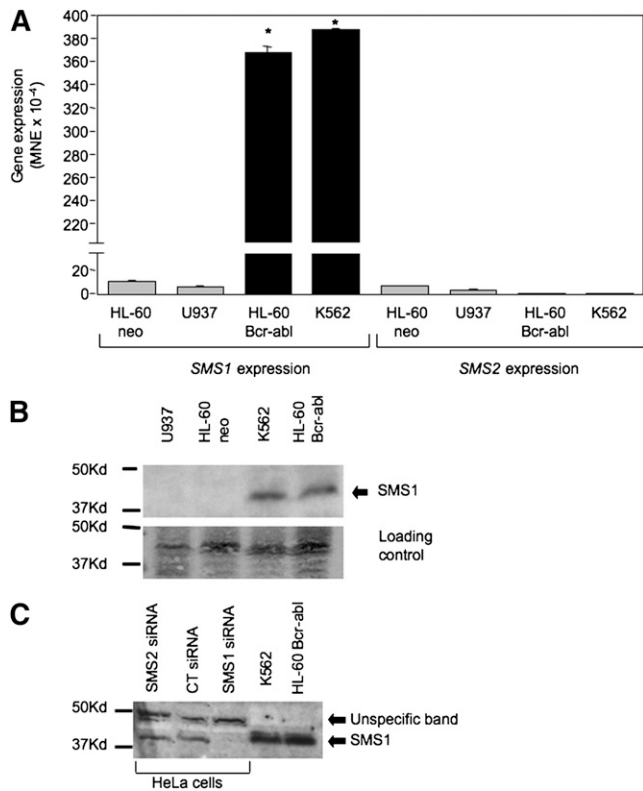 A
Gene expression
(MNE x 10⁻⁴)
400
380
360
340
320
300
280
260
240
220
20
0
*
*
HL-60 neo
U937
HL-60 Bcr-abl
K562
HL-60 neo
U937
HL-60 Bcr-abl
K562
SMS1 expression
SMS2 expression
B
U937
HL-60 neo
K562
HL-60 Bcr-abl
50Kd
37Kd
SMS1
50Kd
37Kd
Loading
control
C
SMS2 siRNA
CT siRNA
SMS1 siRNA
K562
HL-60 Bcr-abl
50Kd
37Kd
Unspecific band
SMS1
HeLa cells